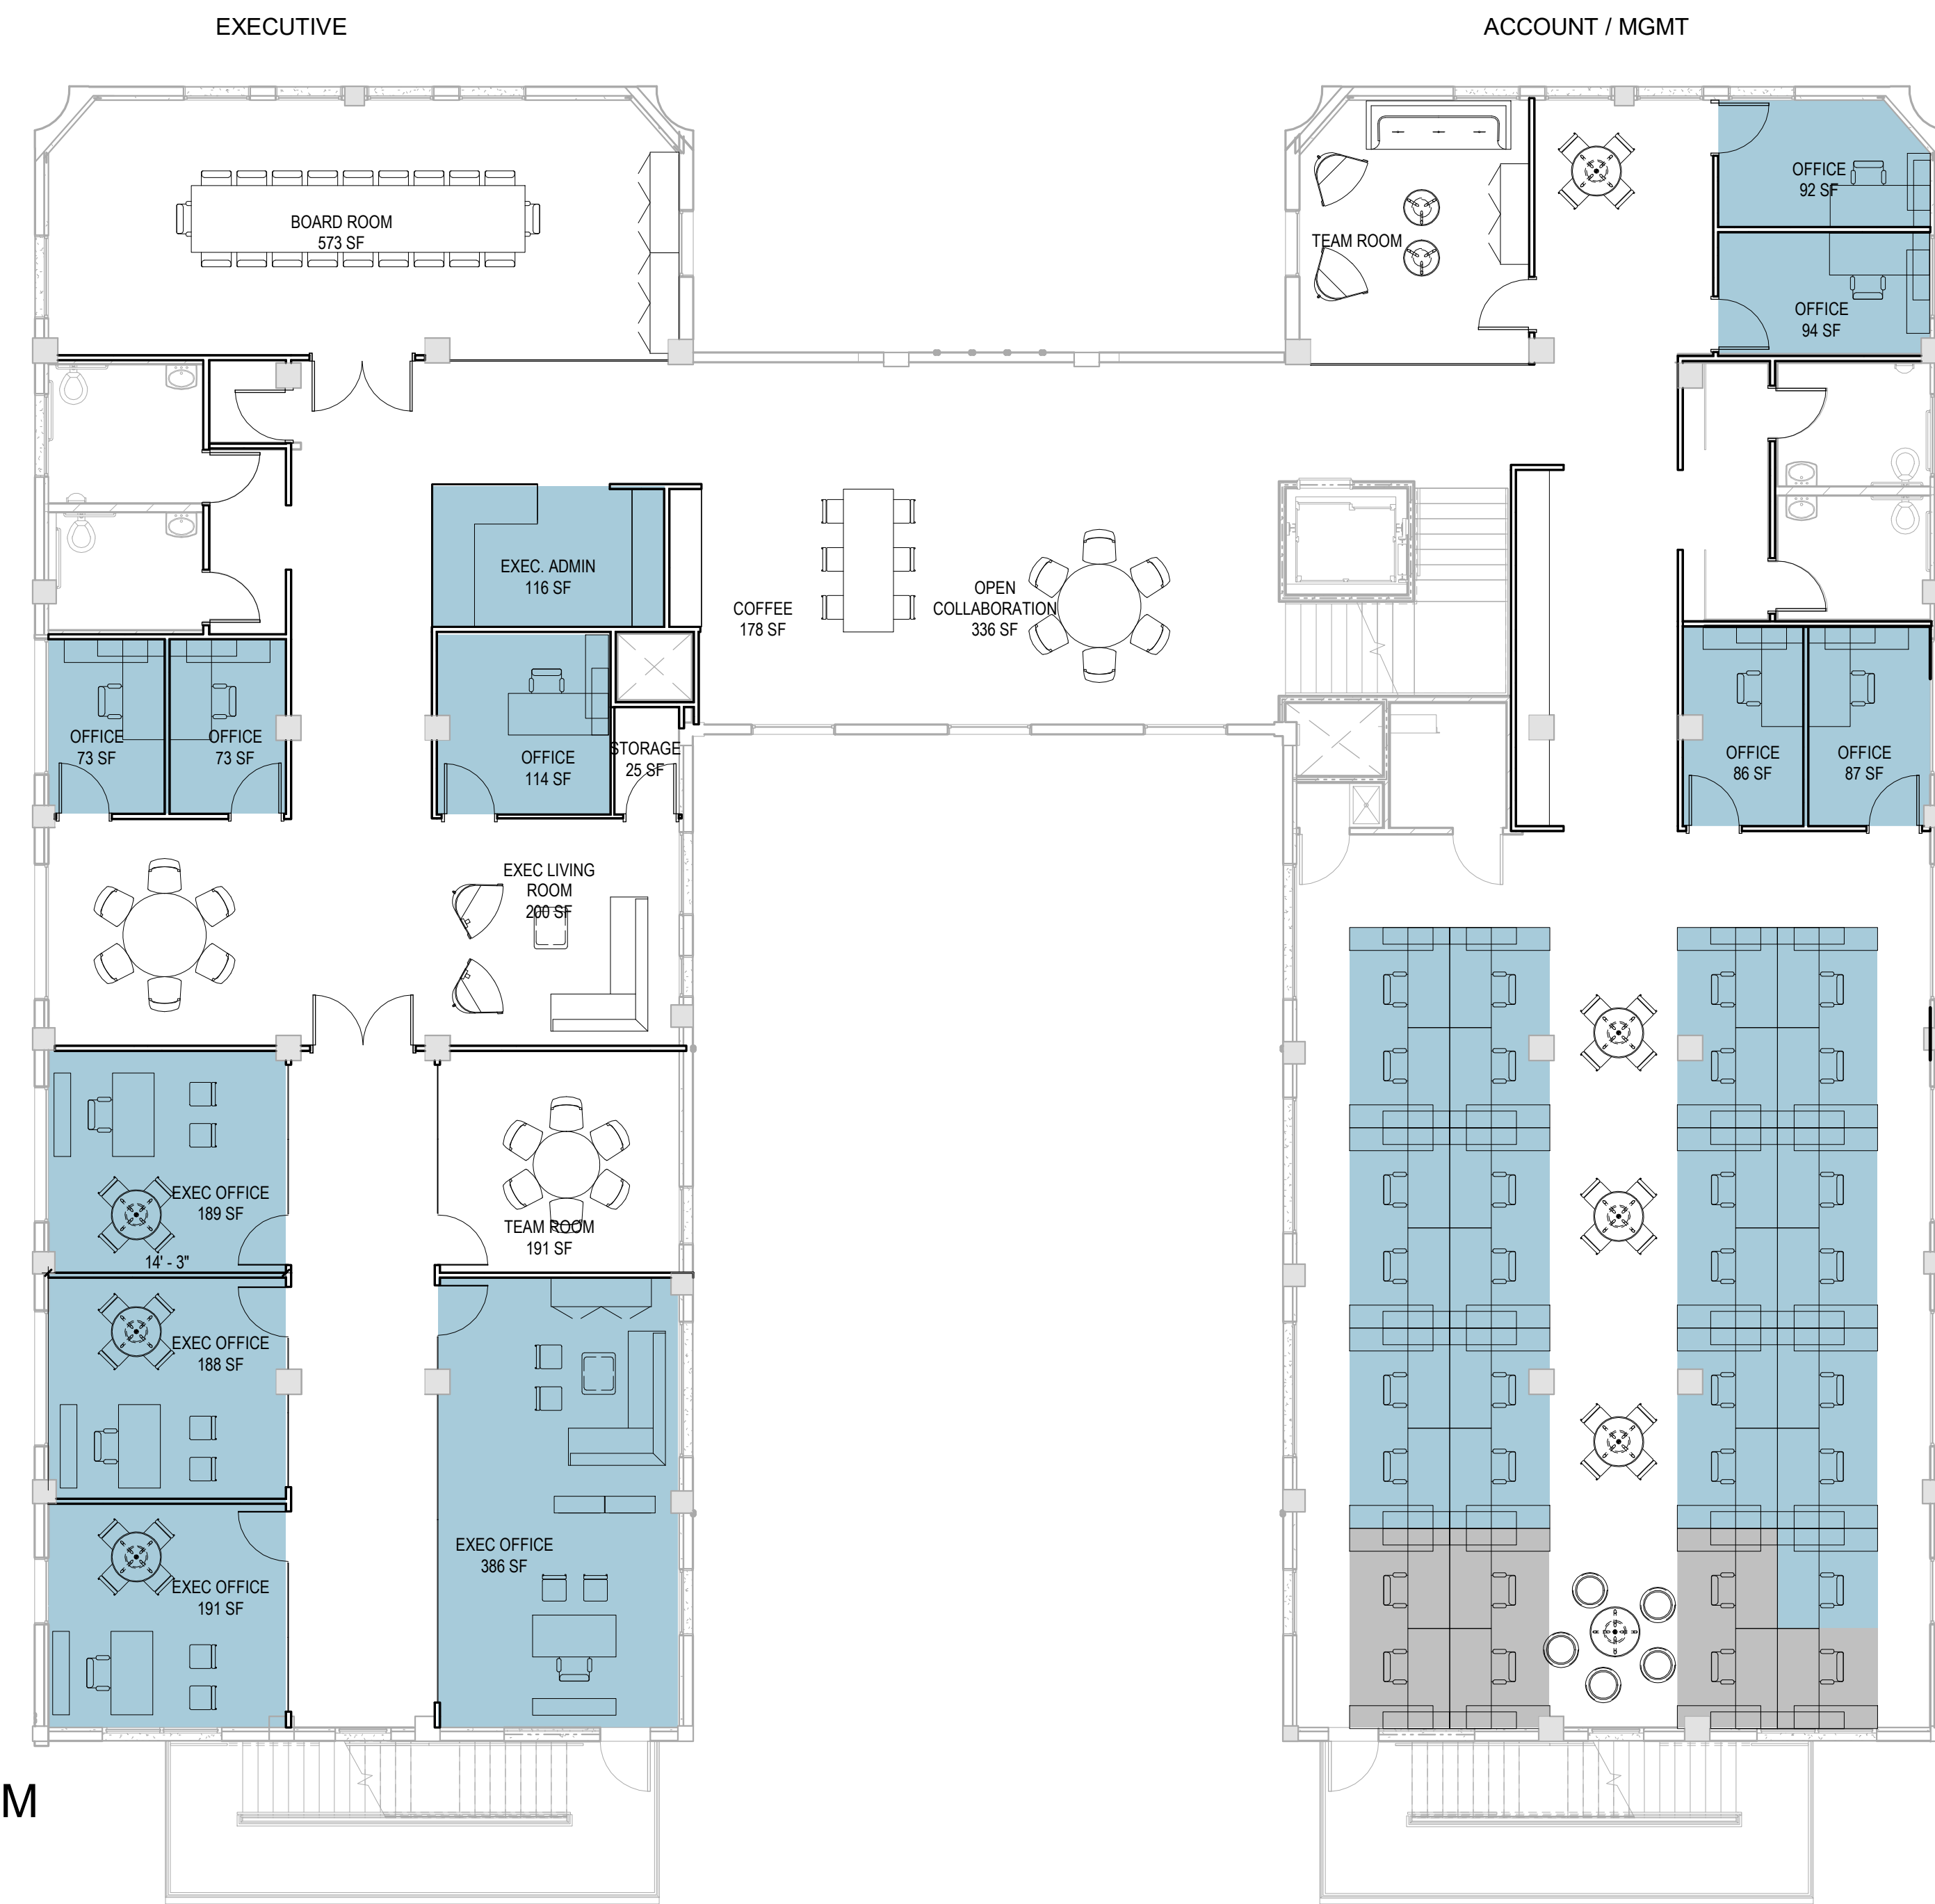 EXECUTIVE
ACCOUNT / MGMT
BOARD ROOM
573 SF
TEAM ROOM
OFFICE
92 SF
OFFICE
94 SF
EXEC. ADMIN
116 SF
COFFEE
178 SF
OPEN
COLLABORATION
336 SF
OFFICE
73 SF
OFFICE
73 SF
OFFICE
114 SF
STORAGE
25 SF
OFFICE
86 SF
OFFICE
87 SF
EXEC LIVING
ROOM
200 SF
EXEC OFFICE
189 SF
14' - 3"
TEAM ROOM
191 SF
EXEC OFFICE
188 SF
EXEC OFFICE
386 SF
EXEC OFFICE
191 SF
M